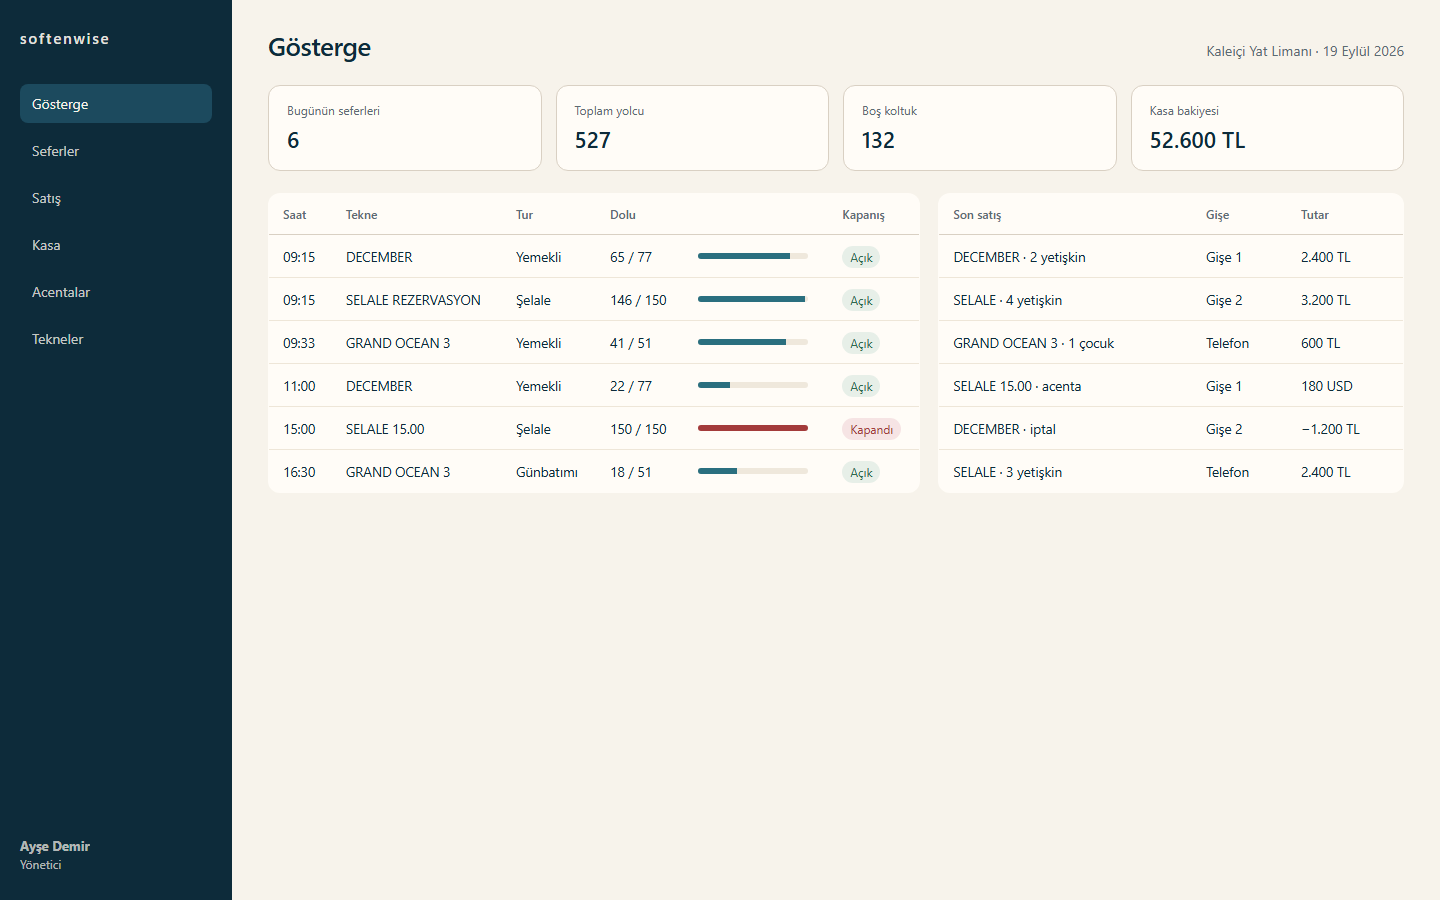 softenwise
Gösterge
Seferler
Satış
Kasa
Acentalar
Tekneler
Ayşe Demir
Yönetici
Gösterge
Kaleiçi Yat Limanı · 19 Eylül 2026
Bugünün seferleri
6
Toplam yolcu
527
Boş koltuk
132
Kasa bakiyesi
52.600 TL
Saat Tekne Tur Dolu Kapanış
09:15 DECEMBER Yemekli 65 / 77 Açık
09:15 SELALE REZERVASYON Şelale 146 / 150 Açık
09:33 GRAND OCEAN 3 Yemekli 41 / 51 Açık
11:00 DECEMBER Yemekli 22 / 77 Açık
15:00 SELALE 15.00 Şelale 150 / 150 Kapandı
16:30 GRAND OCEAN 3 Günbatımı 18 / 51 Açık
Son satış Gişe Tutar
DECEMBER · 2 yetişkin Gişe 1 2.400 TL
SELALE · 4 yetişkin Gişe 2 3.200 TL
GRAND OCEAN 3 · 1 çocuk Telefon 600 TL
SELALE 15.00 · acenta Gişe 1 180 USD
DECEMBER · iptal Gişe 2 −1.200 TL
SELALE · 3 yetişkin Telefon 2.400 TL